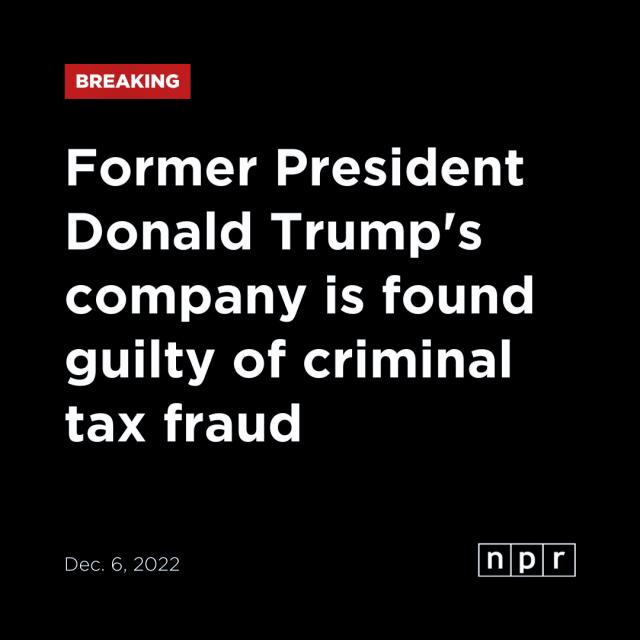 BREAKING
Former President
Donald Trump's
company is found
guilty of criminal
tax fraud
Dec. 6, 2022
npr